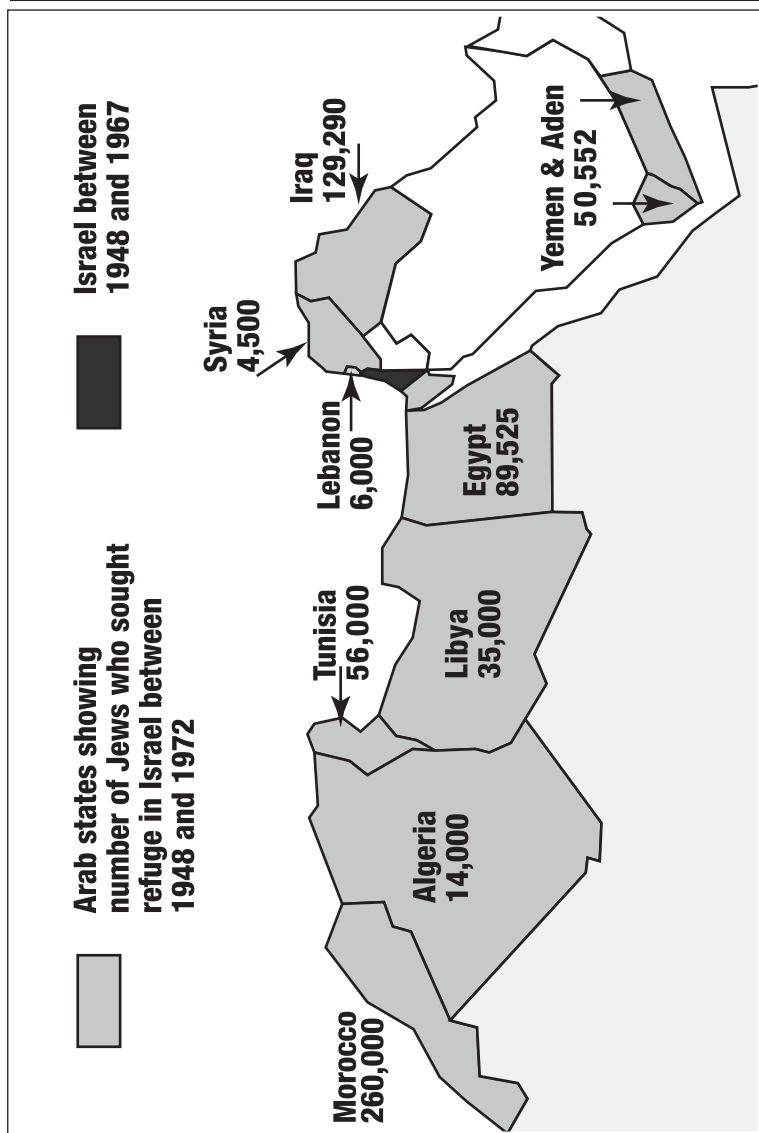 Arab states showing
number of Jews who sought
refuge in Israel between
1948 and 1972
Israel between
1948 and 1967
Morocco
260,000
Algeria
14,000
Tunisia
56,000
Libya
35,000
Egypt
89,525
Lebanon
6,000
Syria
4,500
Iraq
129,290
Yemen & Aden
50,552